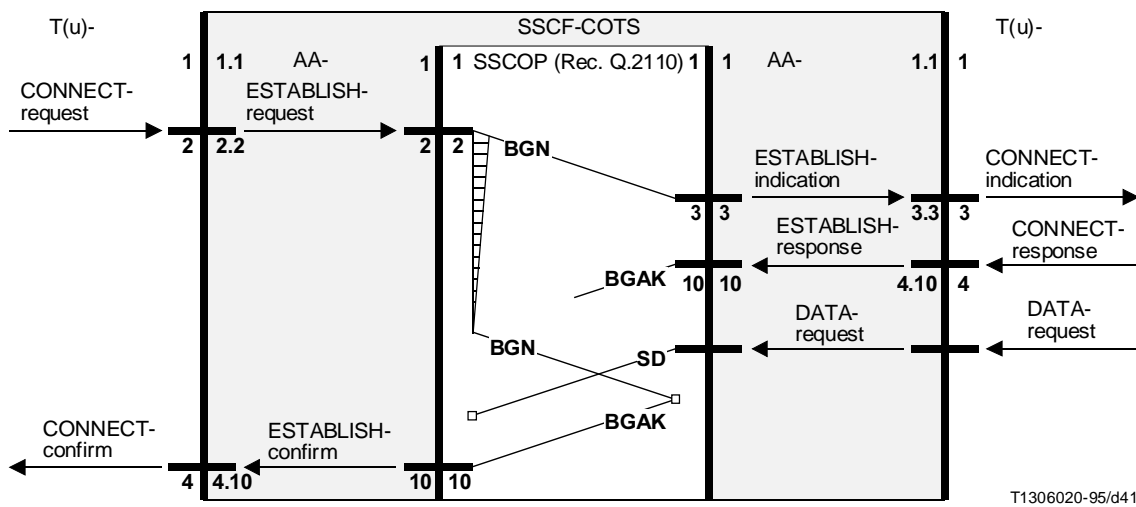 T(u)- SSCF-COTS T(u)-
1 1.1 AA- 1 1 SSCOP (Rec. Q.2110) 1 1 AA- 1.1 1
CONNECT-
request
ESTABLISH-
request
2 2.2 2 2
BGN
ESTABLISH-
indication
CONNECT-
indication
3 3 3.3 3
ESTABLISH-
response
CONNECT-
response
BGAK
10 10 4.10 4
DATA-
request
DATA-
request
BGN
SD
BGAK
CONNECT-
confirm
ESTABLISH-
confirm
4 4.10 10 10
T1306020-95/d41